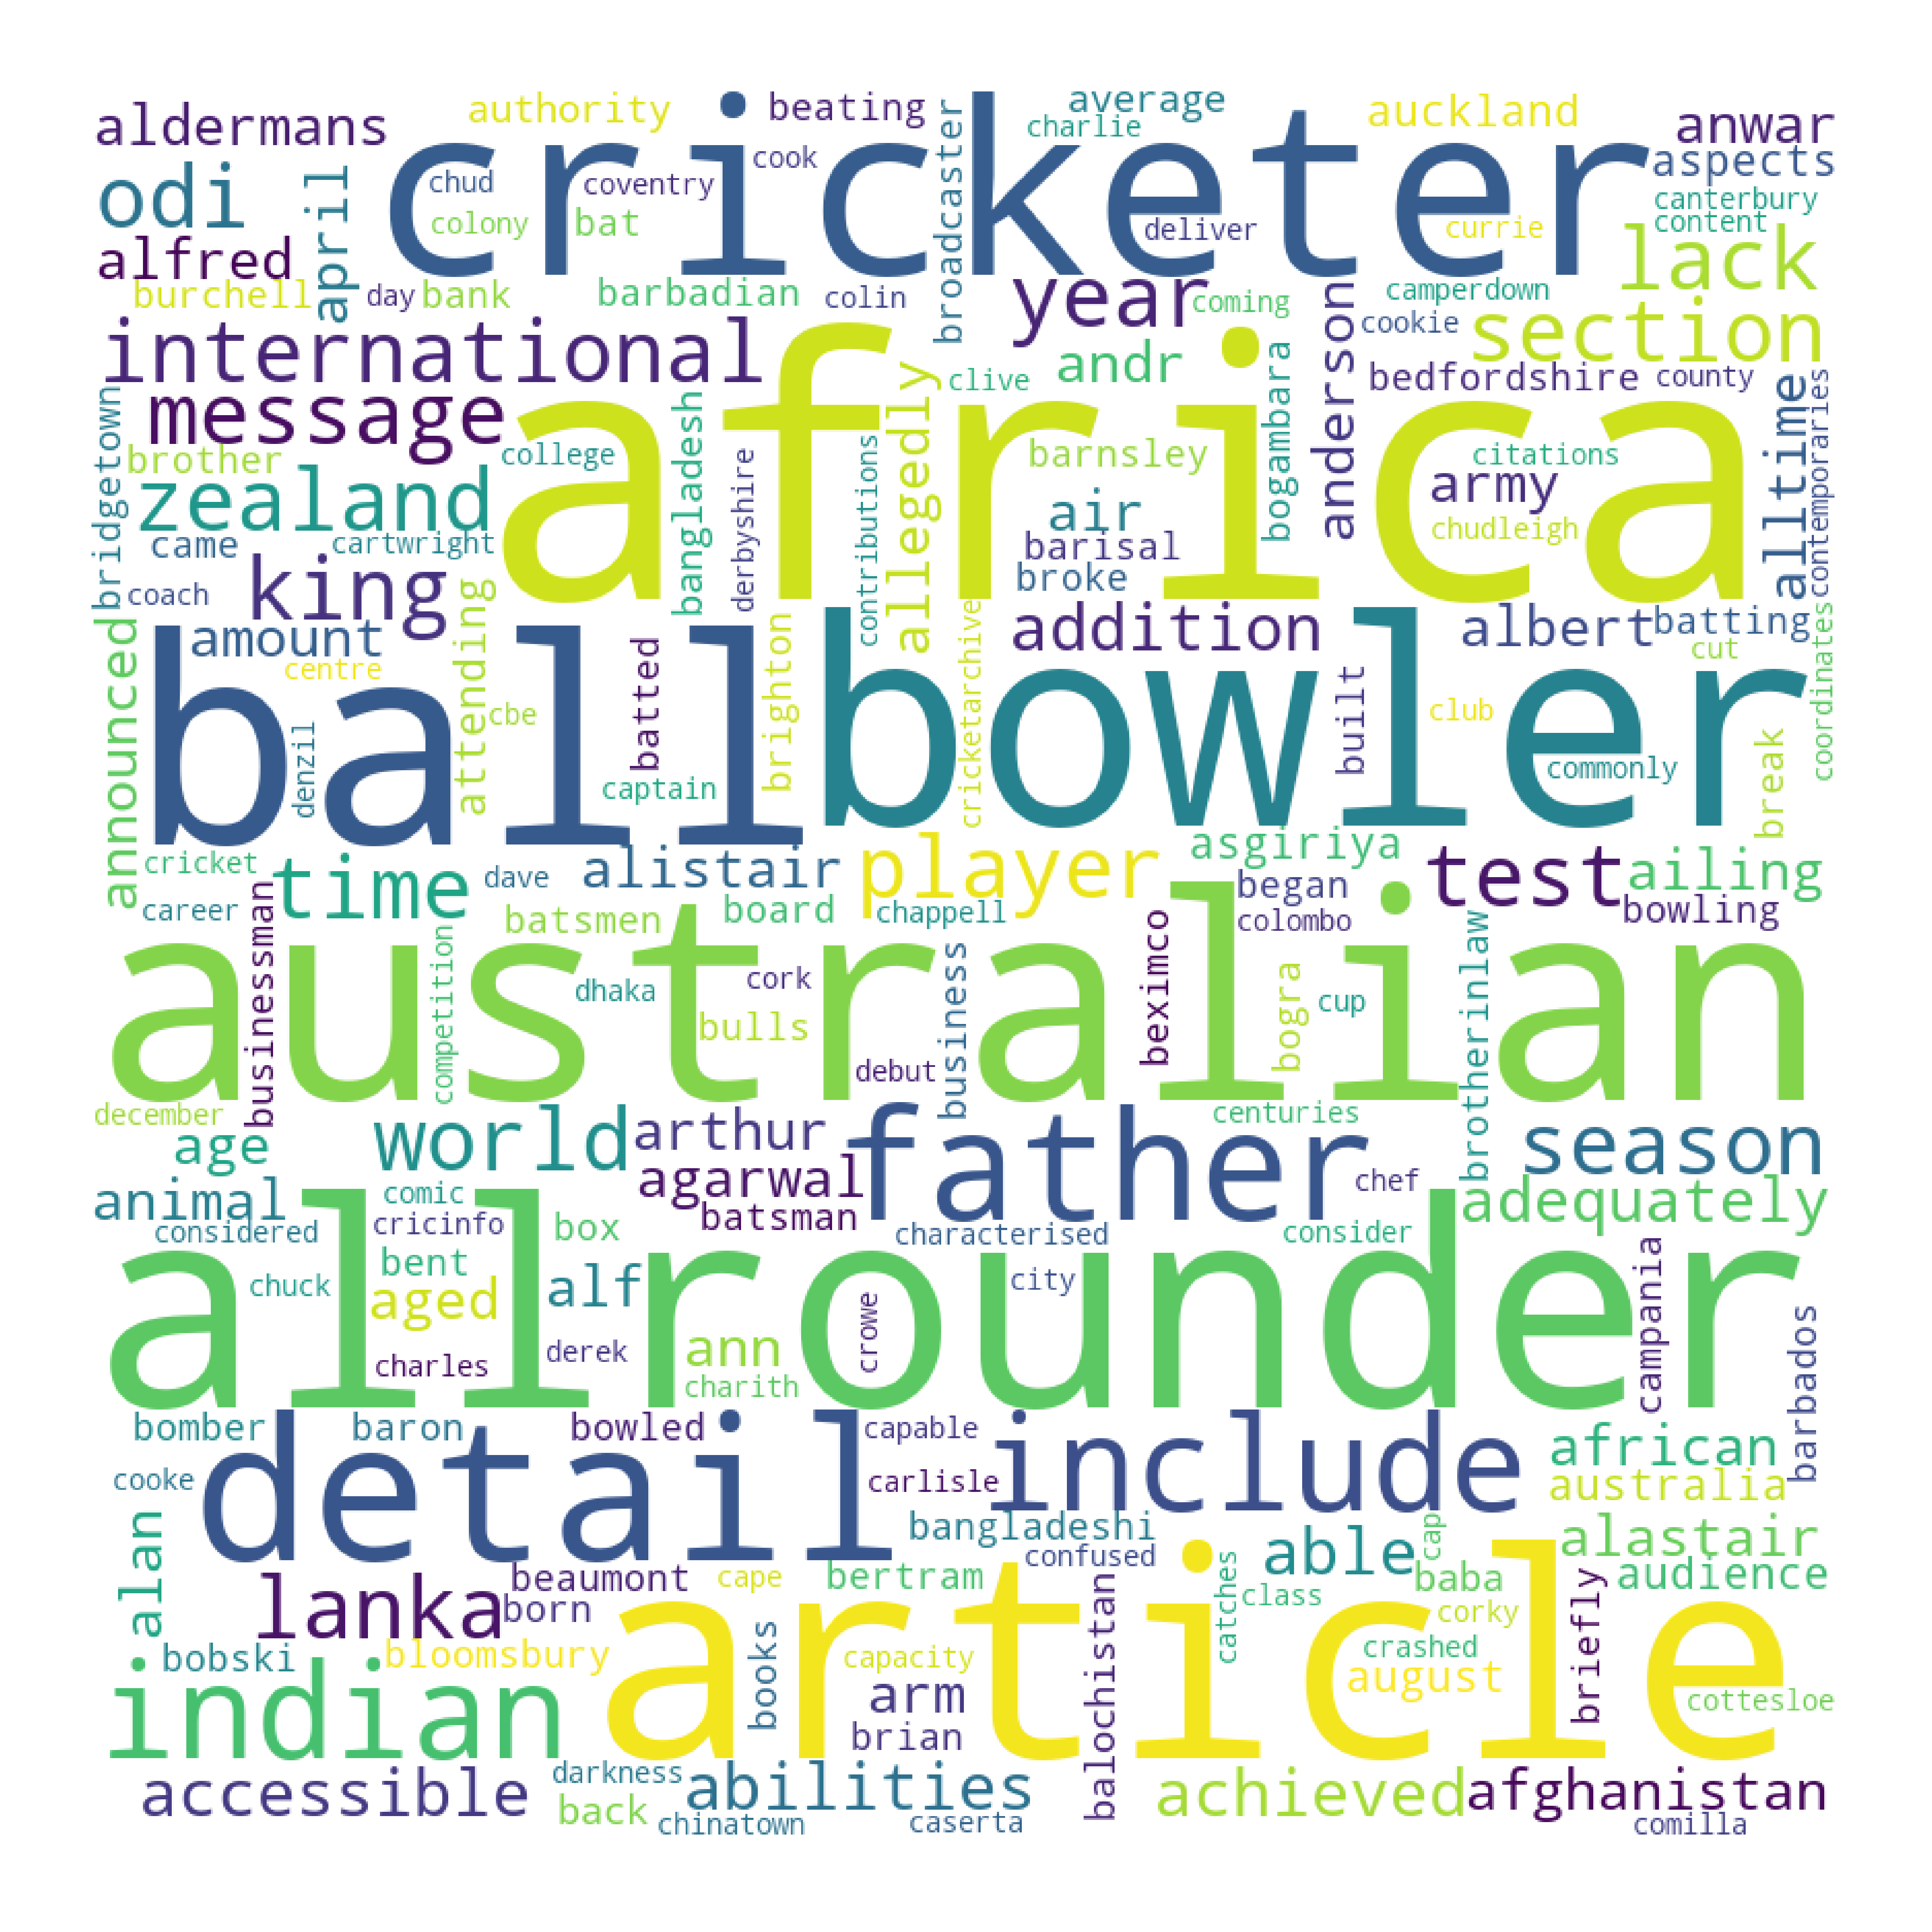 aldermans authority beating average auckland anwar
charlie
cricketer
chud coventry cook broadcaster deliver currie aspects
odi april colony bat canterbury
content
alfred lack
burchell day bank barbadian colin year coming camperdown
international andr anderson cookie section
message clive bedfordshire county
africa
bridgetown brother college bangladesh allegedly barnsley bogambara citations alltime contemporaries
zealand derbyshire contributions air army
came cartwright barisal chudleigh
coach king attending broke
announced amount addition albert batting
ball bowler
centre batted brighton cricketarchive built cut coordinates
cbe club
denzil captain commonly break
cricket time dave alistair player asgiriya test ailing
career batsmen board chappell began bowling
colombo
australian
businessman competition dhaka cork business beximco bogra cup brotherinlaw
bulls
debut
december world arthur father centuries season
age
animal comic agarwal chef adequately
considered cricinfo box batsman characterised consider
allrounder
chuck bent alf city campania
aged crowe barbados
charles derek ann
charith
bomber baron bowled capable include african
cooke detail carlisle australia
alan bangladeshi cap alastair
confused able
lanka beaumont cape bertram catches class baba audience
born article corky briefly
bobski bloomsbury books capacity balochistan crashed
indian arm august cottesloe
brian
accessible darkness abilities achieved afghanistan
back chinatown caserta comilla